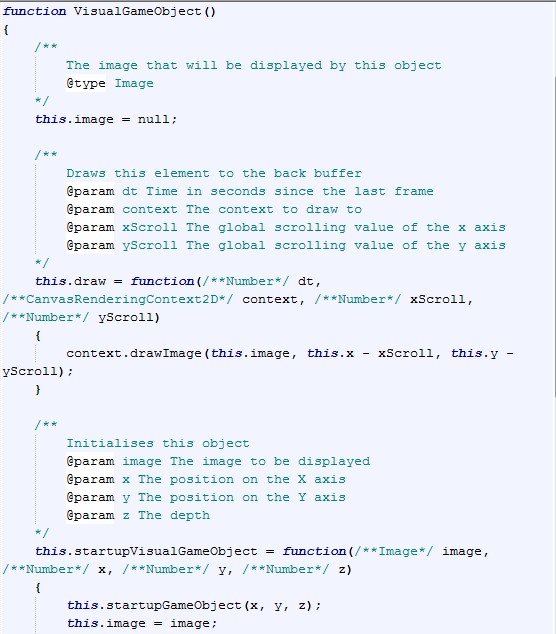 function VisualGameObject()
{
/**
The image that will be displayed by this object
@type Image
*/
this.image = null;
/**
Draws this element to the back buffer
@param dt Time in seconds since the last frame
@param context The context to draw to
@param xScroll The global scrolling value of the x axis
@param yScroll The global scrolling value of the y axis
*/
this.draw = function(/**Number*/ dt,
/**CanvasRenderingContext2D*/ context, /**Number*/ xScroll,
/**Number*/ yScroll)
{
context.drawImage(this.image, this.x - xScroll, this.y -
yScroll);
}
/**
Initialises this object
@param image The image to be displayed
@param x The position on the X axis
@param y The position on the Y axis
@param z The depth
*/
this.startupVisualGameObject = function(/**Image*/ image,
/**Number*/ x, /**Number*/ y, /**Number*/ z)
{
this.startupGameObject(x, y, z);
this.image = image;